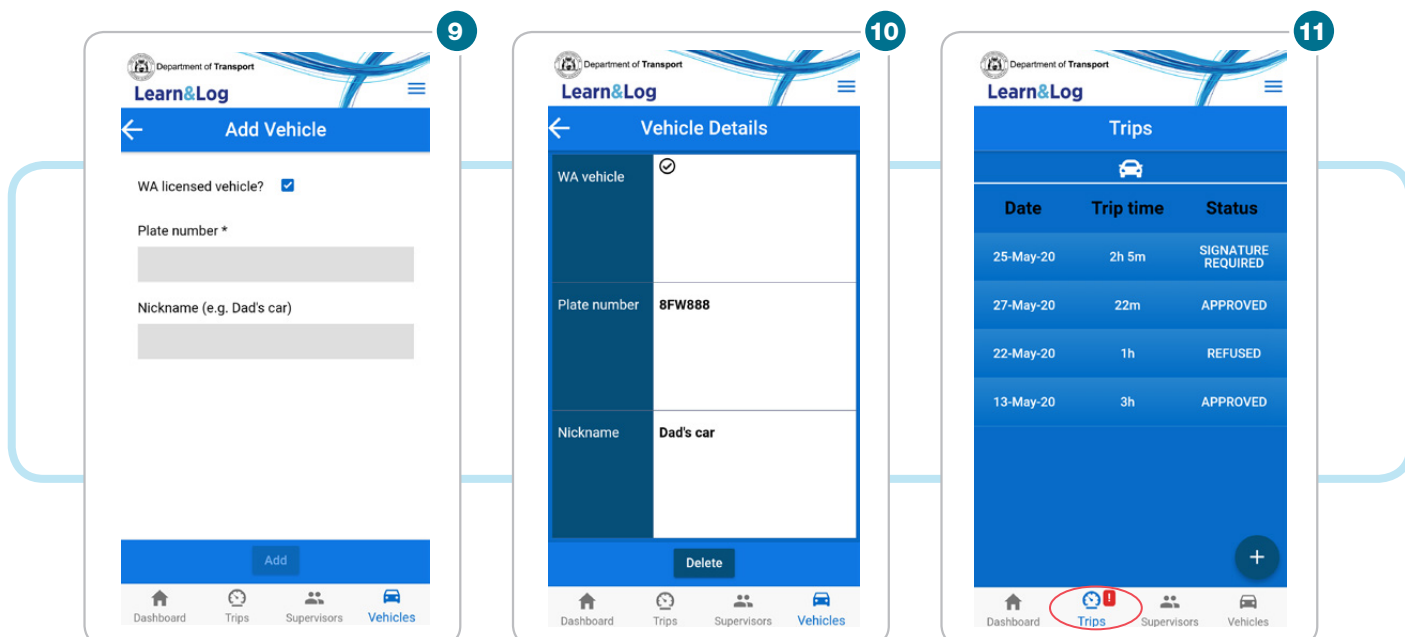 9
Department of Transport
Learn&Log
Add Vehicle
WA licensed vehicle?
Plate number *
Nickname (e.g. Dad's car)
Add
Dashboard Trips Supervisors Vehicles
10
Department of Transport
Learn&Log
Vehicle Details
WA vehicle
Plate number 8FW888
Nickname Dad's car
Delete
Dashboard Trips Supervisors Vehicles
11
Department of Transport
Learn&Log
Trips
Date Trip time Status
25-May-20 2h 5m SIGNATURE
REQUIRED
27-May-20 22m APPROVED
22-May-20 1h REFUSED
13-May-20 3h APPROVED
+
!
Dashboard Trips Supervisors Vehicles